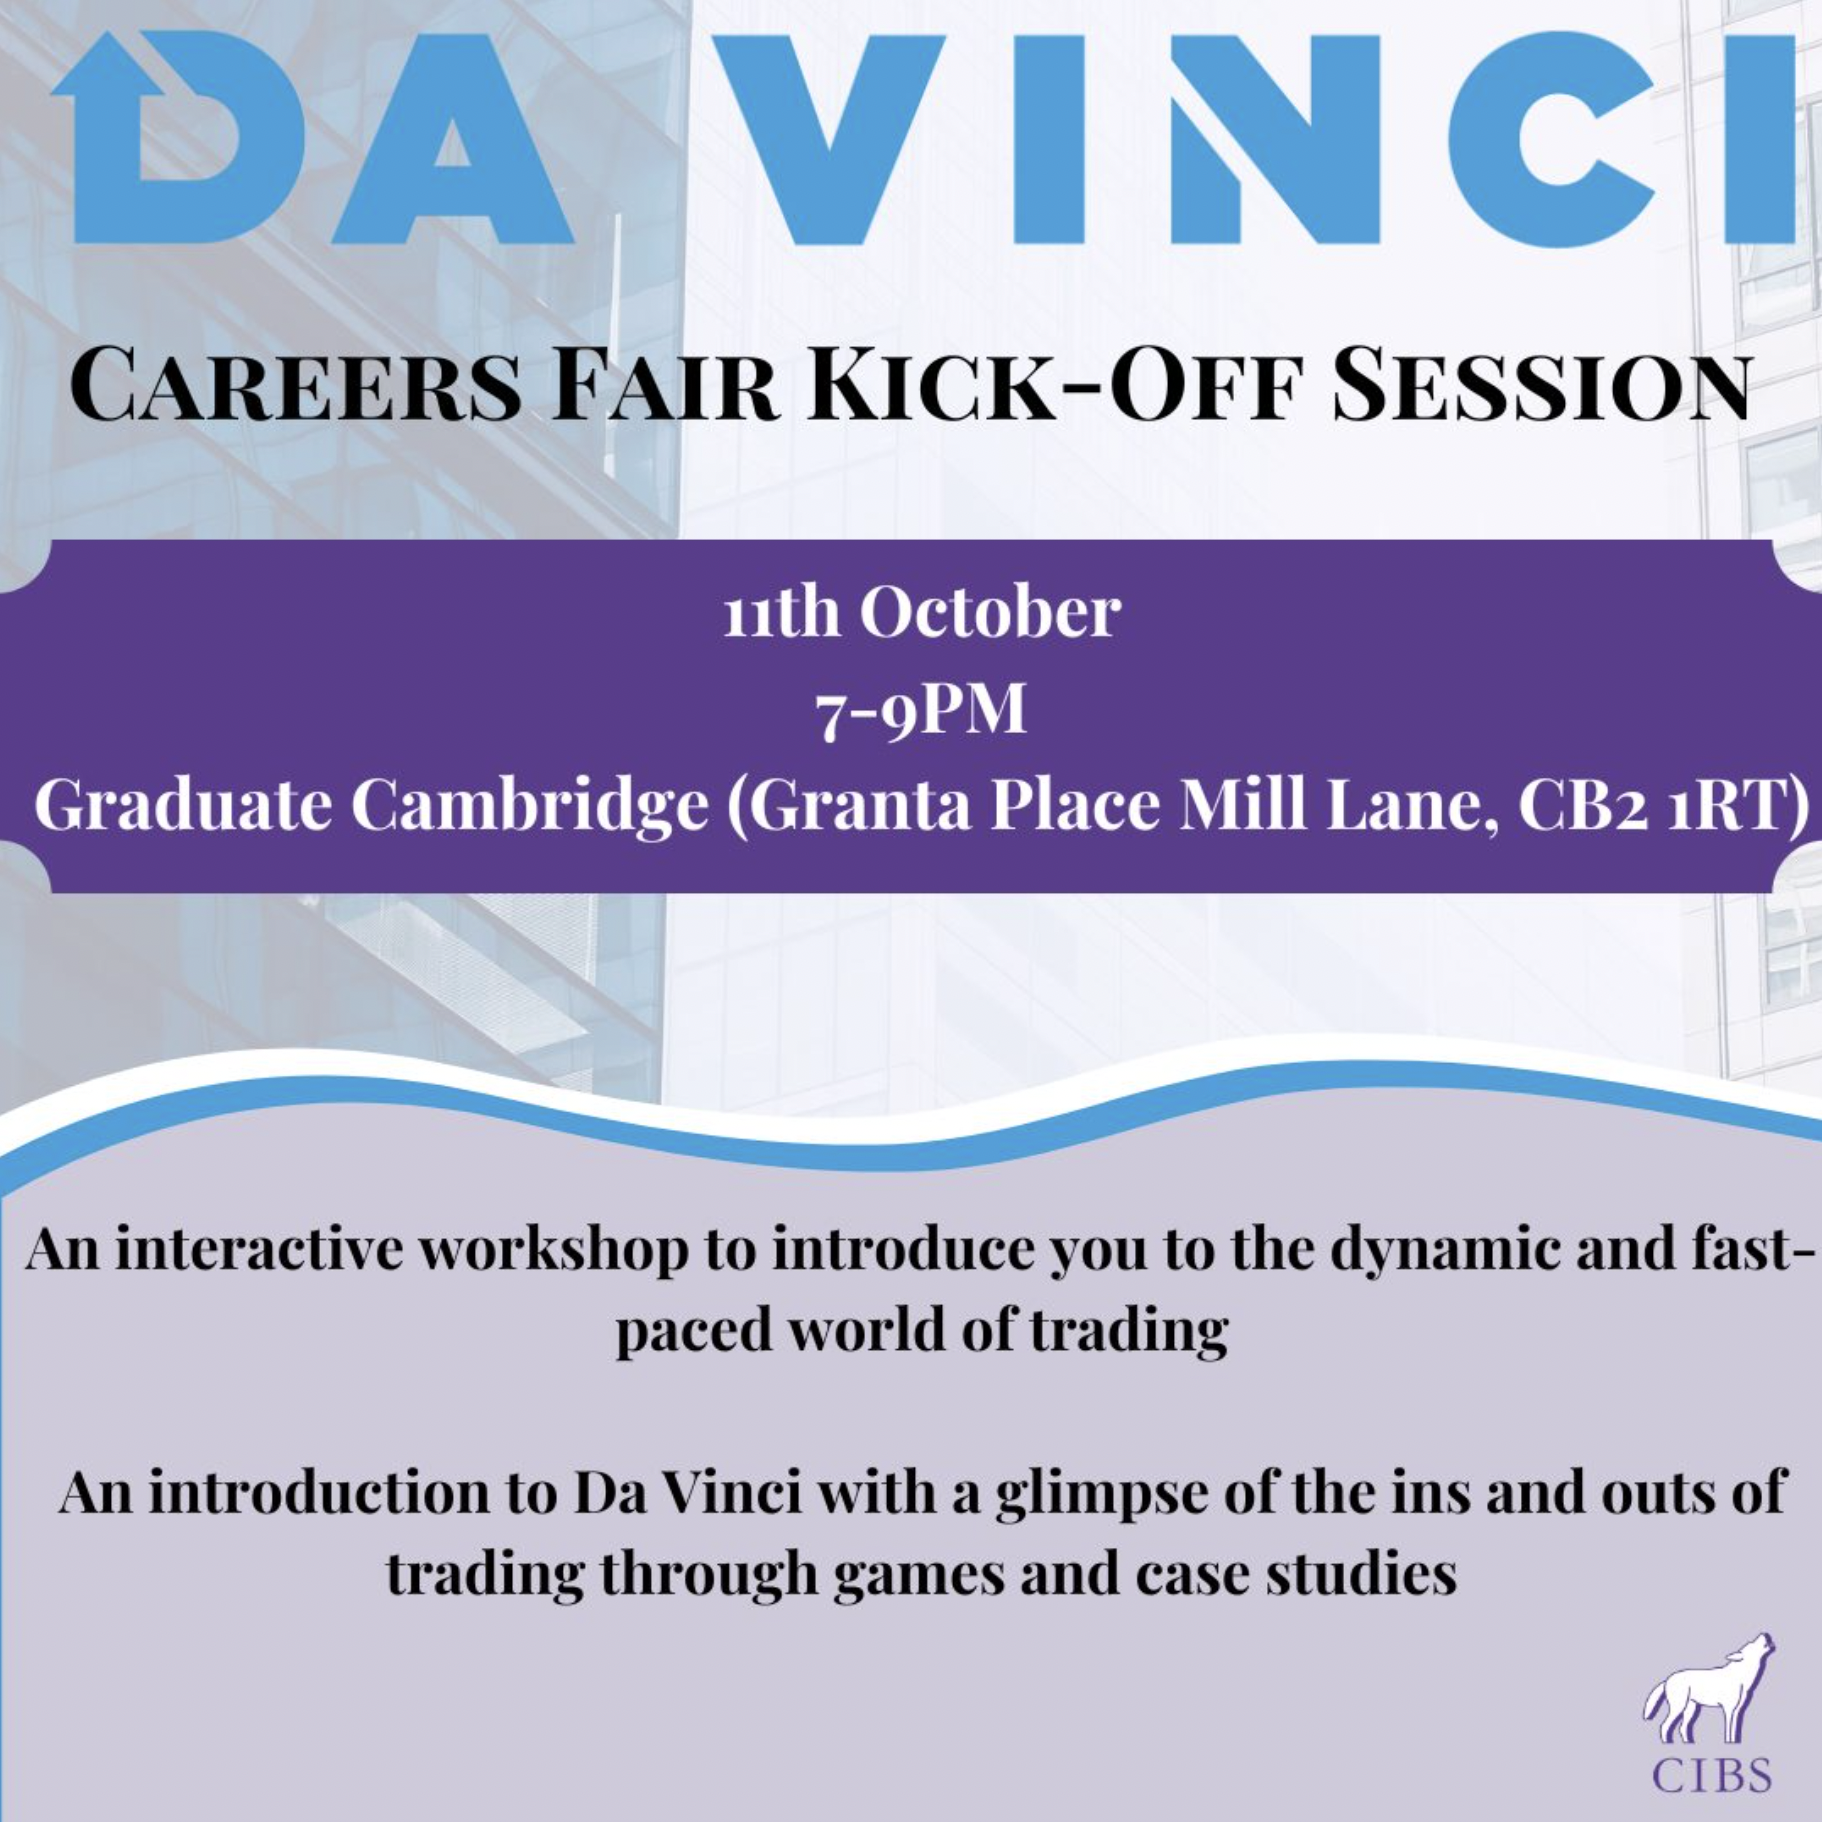 DA VINCI
CAREERS FAIR KICK-OFF SESSION
11th October
7-9PM
Graduate Cambridge (Granta Place Mill Lane, CB2 1RT)
An interactive workshop to introduce you to the dynamic and fast-
paced world of trading
An introduction to Da Vinci with a glimpse of the ins and outs of
trading through games and case studies
CIBS